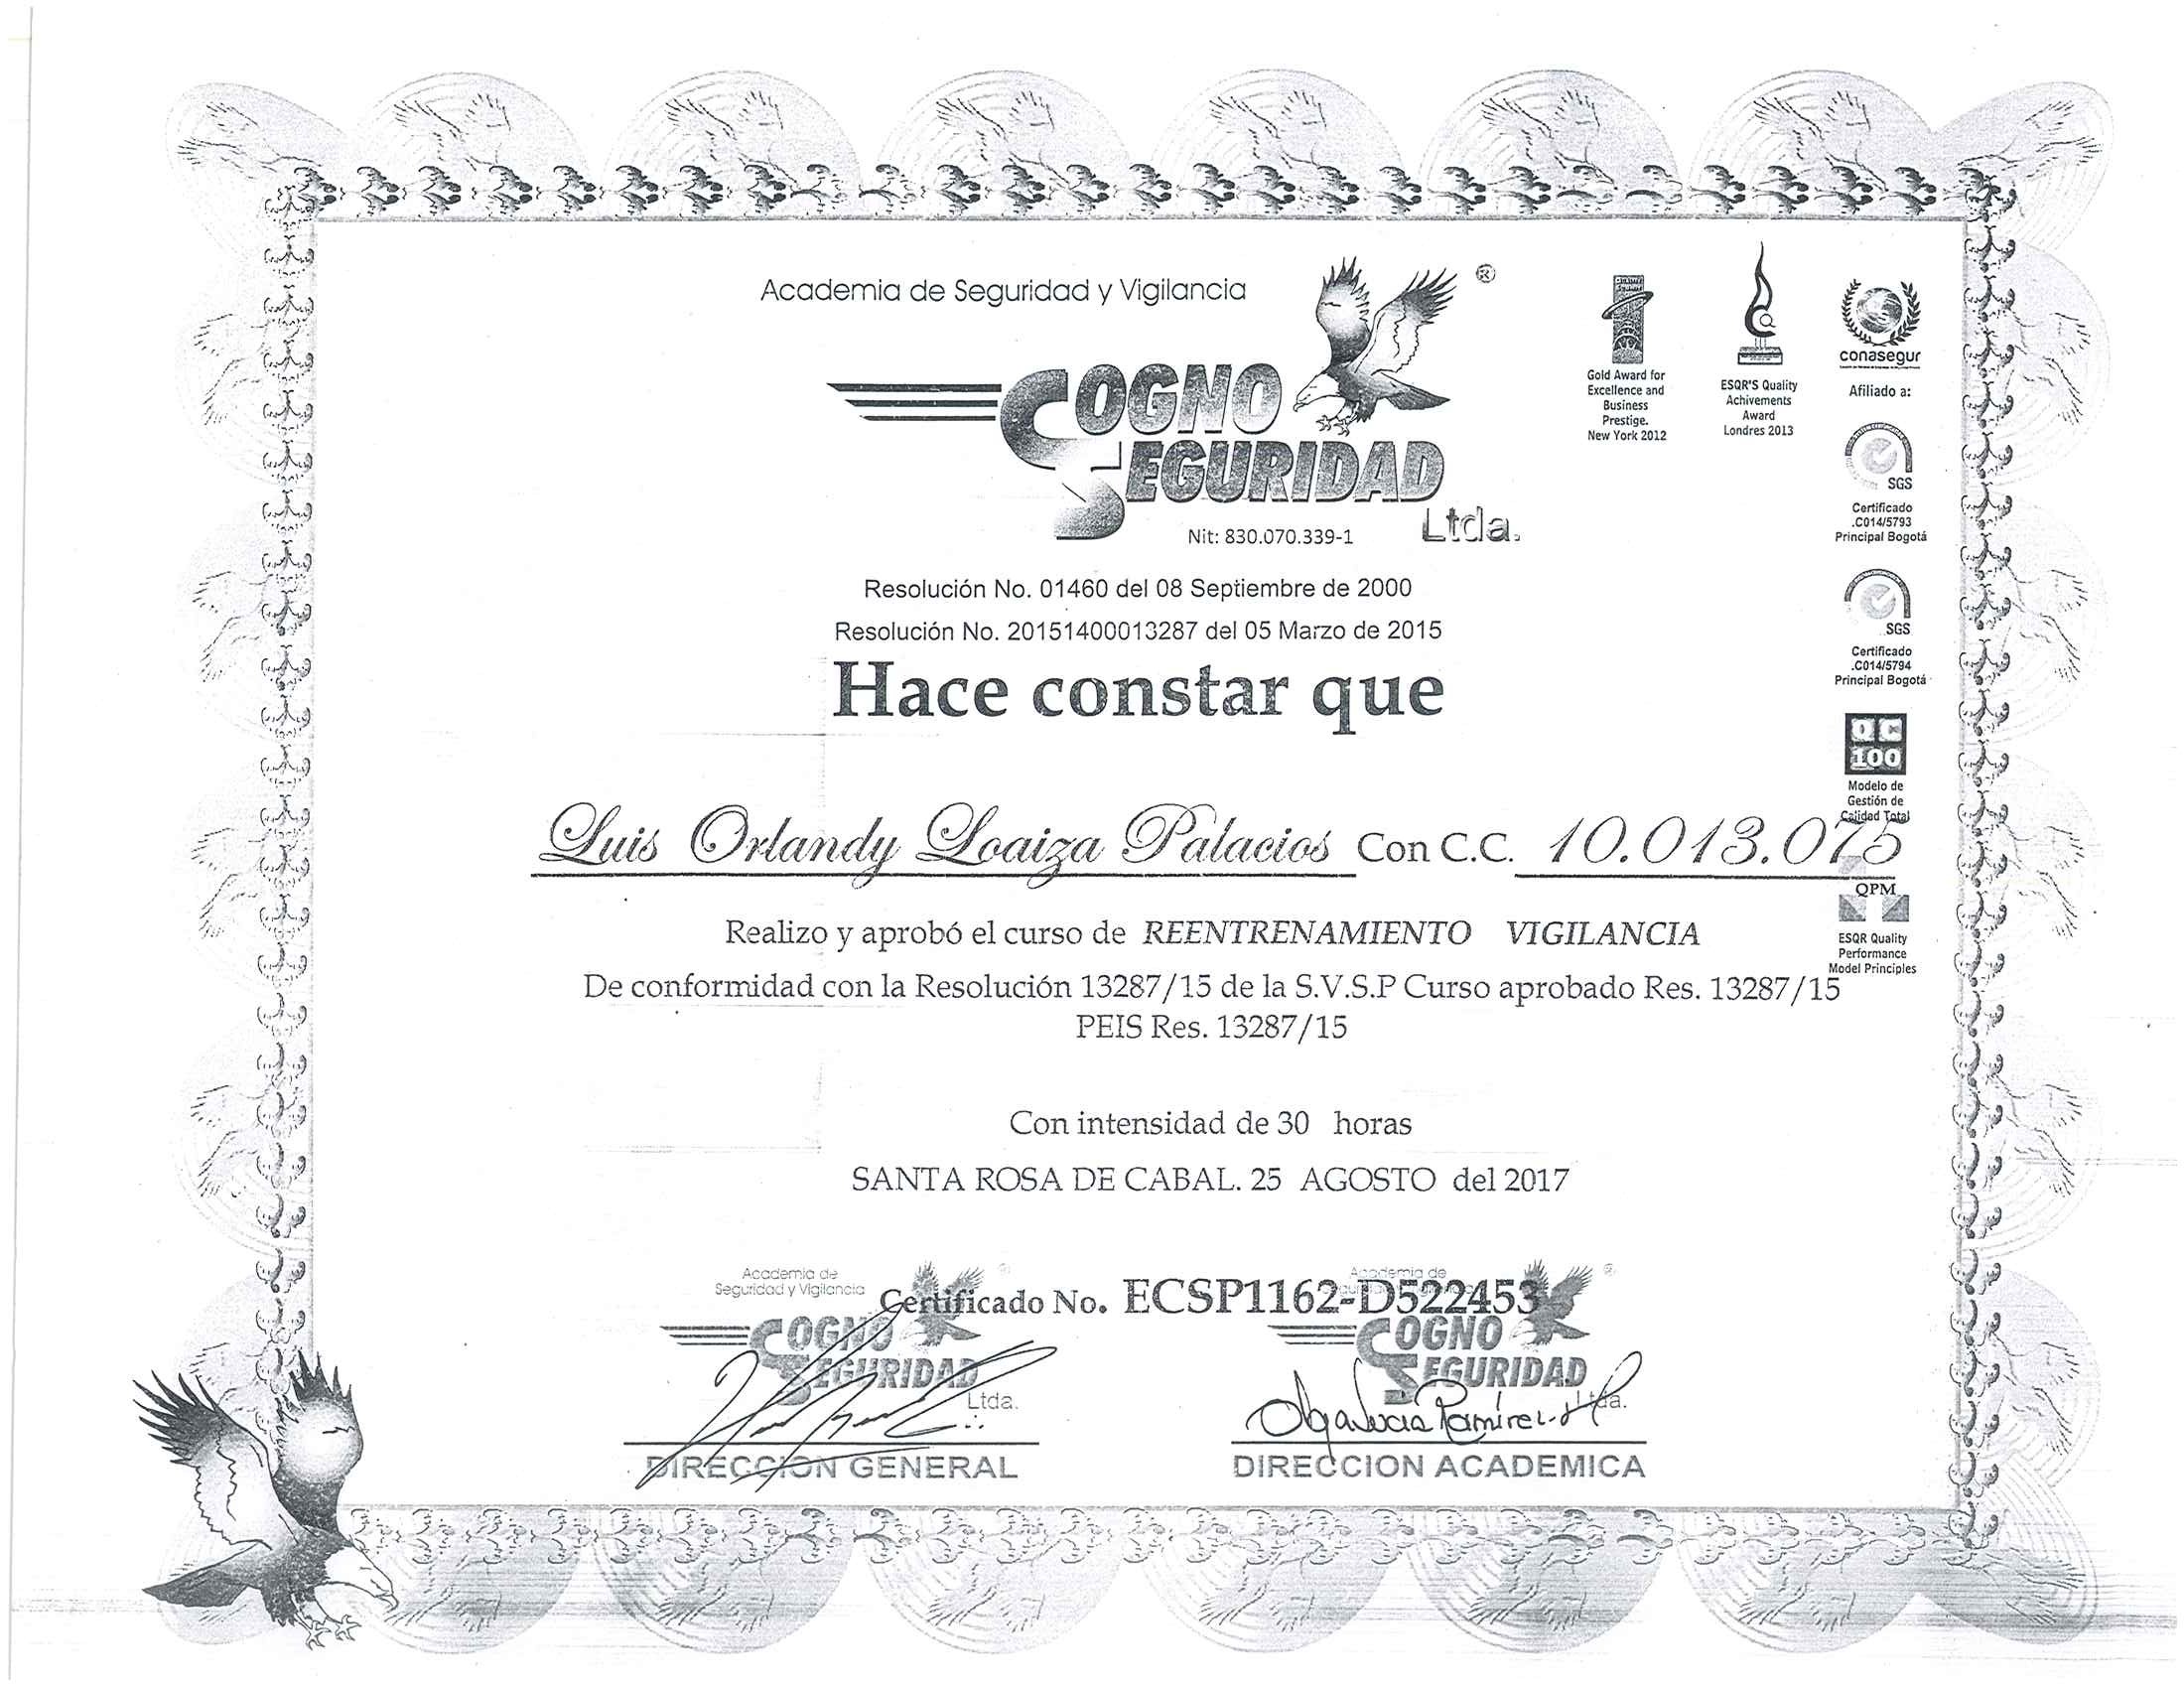 Academia de Seguridad y Vigilancia
®
COGNO
SEGURIDAD
Ltda.
Nit: 830.070.339-1
Gold Award for
Excellence and
Business
Prestige.
New York 2012
ESQR'S Quality
Achivements
Award
Londres 2013
conasegur
Afiliado a:
SGS
Certificado
.C014/5793
Principal Bogotá
SGS
Certificado
.C014/5794
Principal Bogotá
QC
100
Modelo de
Gestión de
Calidad Total
QPM
ESQR Quality
Performance
Model Principles
Resolución No. 01460 del 08 Septiembre de 2000
Resolución No. 20151400013287 del 05 Marzo de 2015
Hace constar que
Luis Orlandy Loaiza Palacios Con C.C. 10.013.075
Realizo y aprobó el curso de REENTRENAMIENTO VIGILANCIA
De conformidad con la Resolución 13287/15 de la S.V.S.P Curso aprobado Res. 13287/15
PEIS Res. 13287/15
Con intensidad de 30 horas
SANTA ROSA DE CABAL. 25 AGOSTO del 2017
Certificado No. ECSP1162-D522453
Academia de
Seguridad y Vigilancia
COGNO
SEGURIDAD
Ltda.
DIRECCION GENERAL
Academia de
COGNO
SEGURIDAD
Ltda.
Olga Lucia Ramirez
DIRECCION ACADEMICA